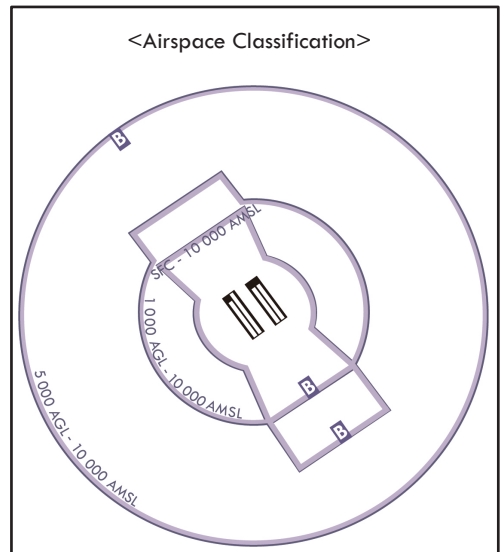 <Airspace Classification>
B
SFC - 10 000 AMSL
1 000 AGL - 10 000 AMSL
5 000 AGL - 10 000 AMSL
B
B